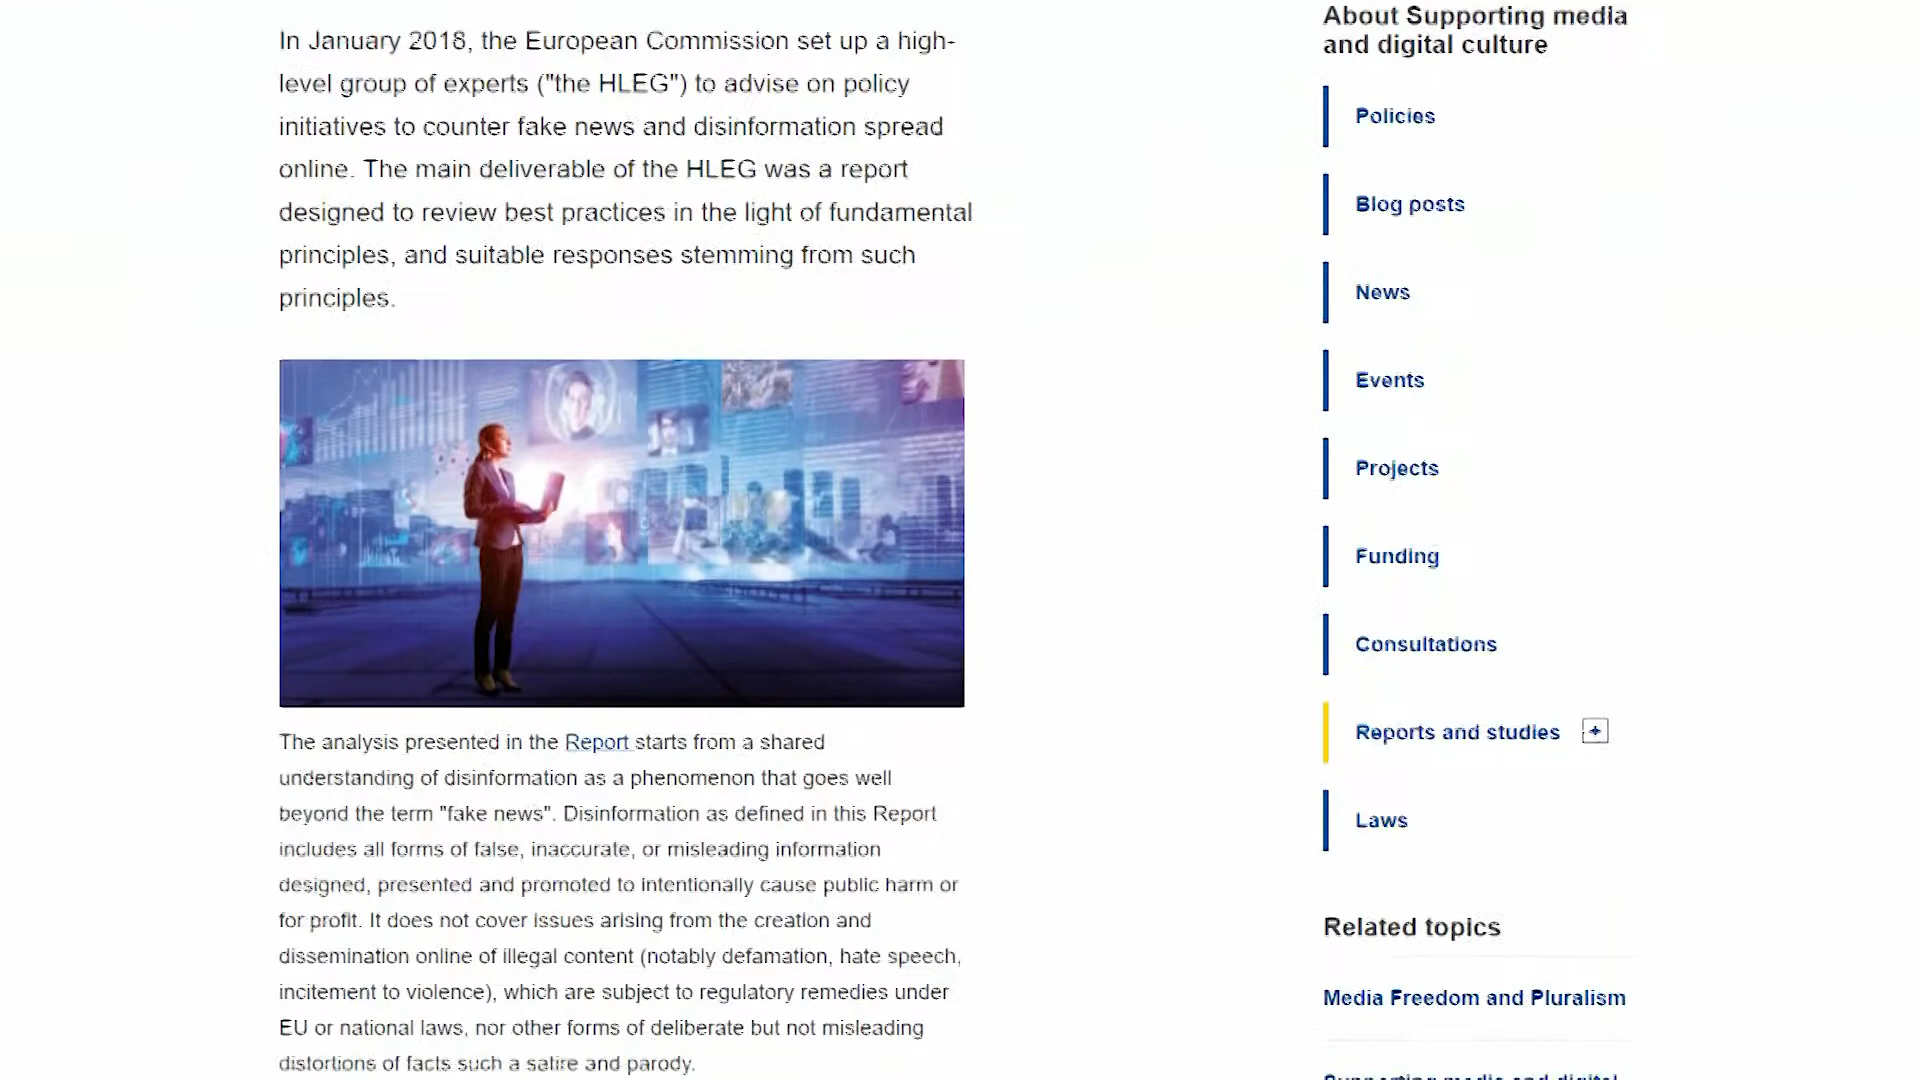 In January 2018, the European Commission set up a high-
level group of experts ("the HLEG") to advise on policy
initiatives to counter fake news and disinformation spread
online. The main deliverable of the HLEG was a report
designed to review best practices in the light of fundamental
principles, and suitable responses stemming from such
principles.
The analysis presented in the Report starts from a shared
understanding of disinformation as a phenomenon that goes well
beyond the term "fake news". Disinformation as defined in this Report
includes all forms of false, inaccurate, or misleading information
designed, presented and promoted to intentionally cause public harm or
for profit. It does not cover issues arising from the creation and
dissemination online of illegal content (notably defamation, hate speech,
incitement to violence), which are subject to regulatory remedies under
EU or national laws, nor other forms of deliberate but not misleading
distortions of facts such a satire and parody.
About Supporting media
and digital culture
Policies
Blog posts
News
Events
Projects
Funding
Consultations
Reports and studies
Laws
Related topics
Media Freedom and Pluralism
Supporting media and digital